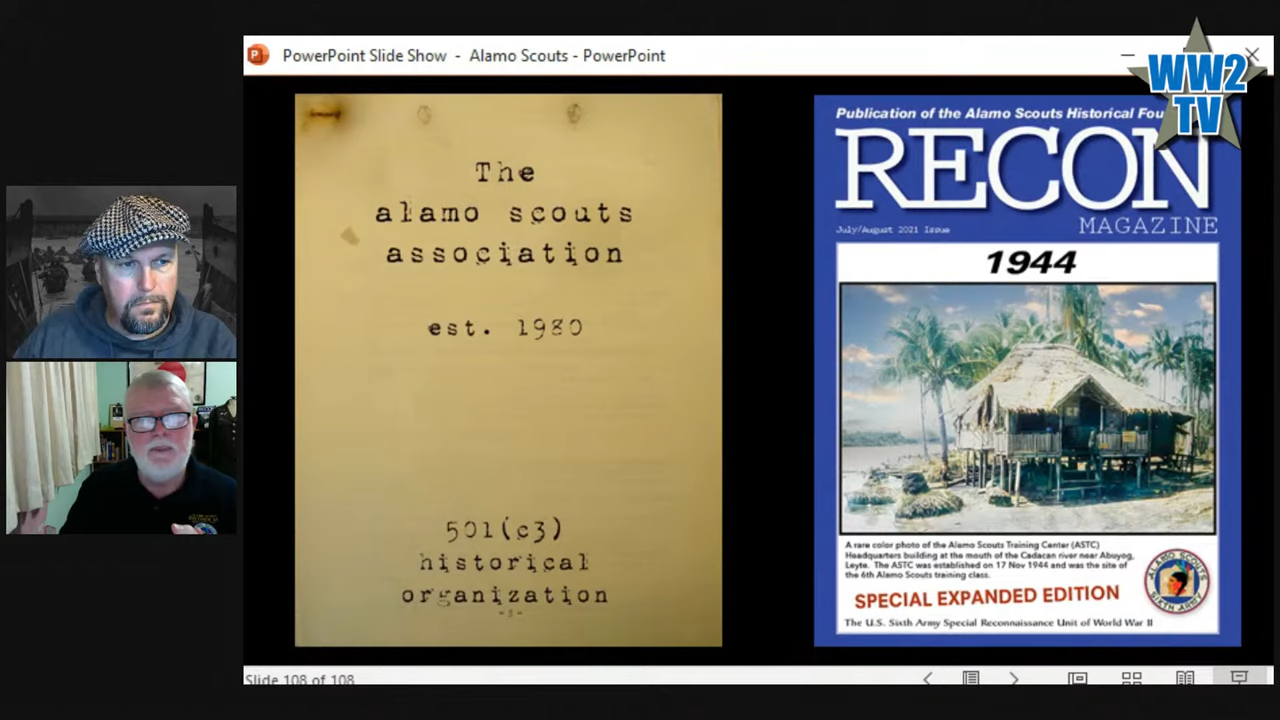 PowerPoint Slide Show - Alamo Scouts - PowerPoint
WW2
TV
The
alamo scouts
association
est. 1980
501(c3)
historical
organization
-5-
Publication of the Alamo Scouts Historical
RECON
MAGAZINE
July/August 2021 Issue
1944
A rare color photo of the Alamo Scouts Training Center (ASTC)
Headquarters building at the mouth of the Cadacan river near Abuyog,
Leyte. The ASTC was established on 17 Nov 1944 and was the site of
the 6th Alamo Scouts training class.
SPECIAL EXPANDED EDITION
ALAMO SCOUTS
SIXTH ARMY
The U.S. Sixth Army Special Reconnaissance Unit of World War II
Slide 108 of 108